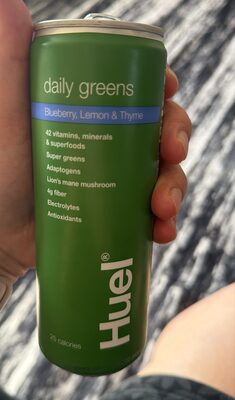 daily greens
Blueberry, Lemon & Thyme
42 vitamins, minerals
& superfoods
Super greens
Adaptogens
Lion's mane mushroom
4g fiber
Electrolytes
Antioxidants
Huel®
25 calories